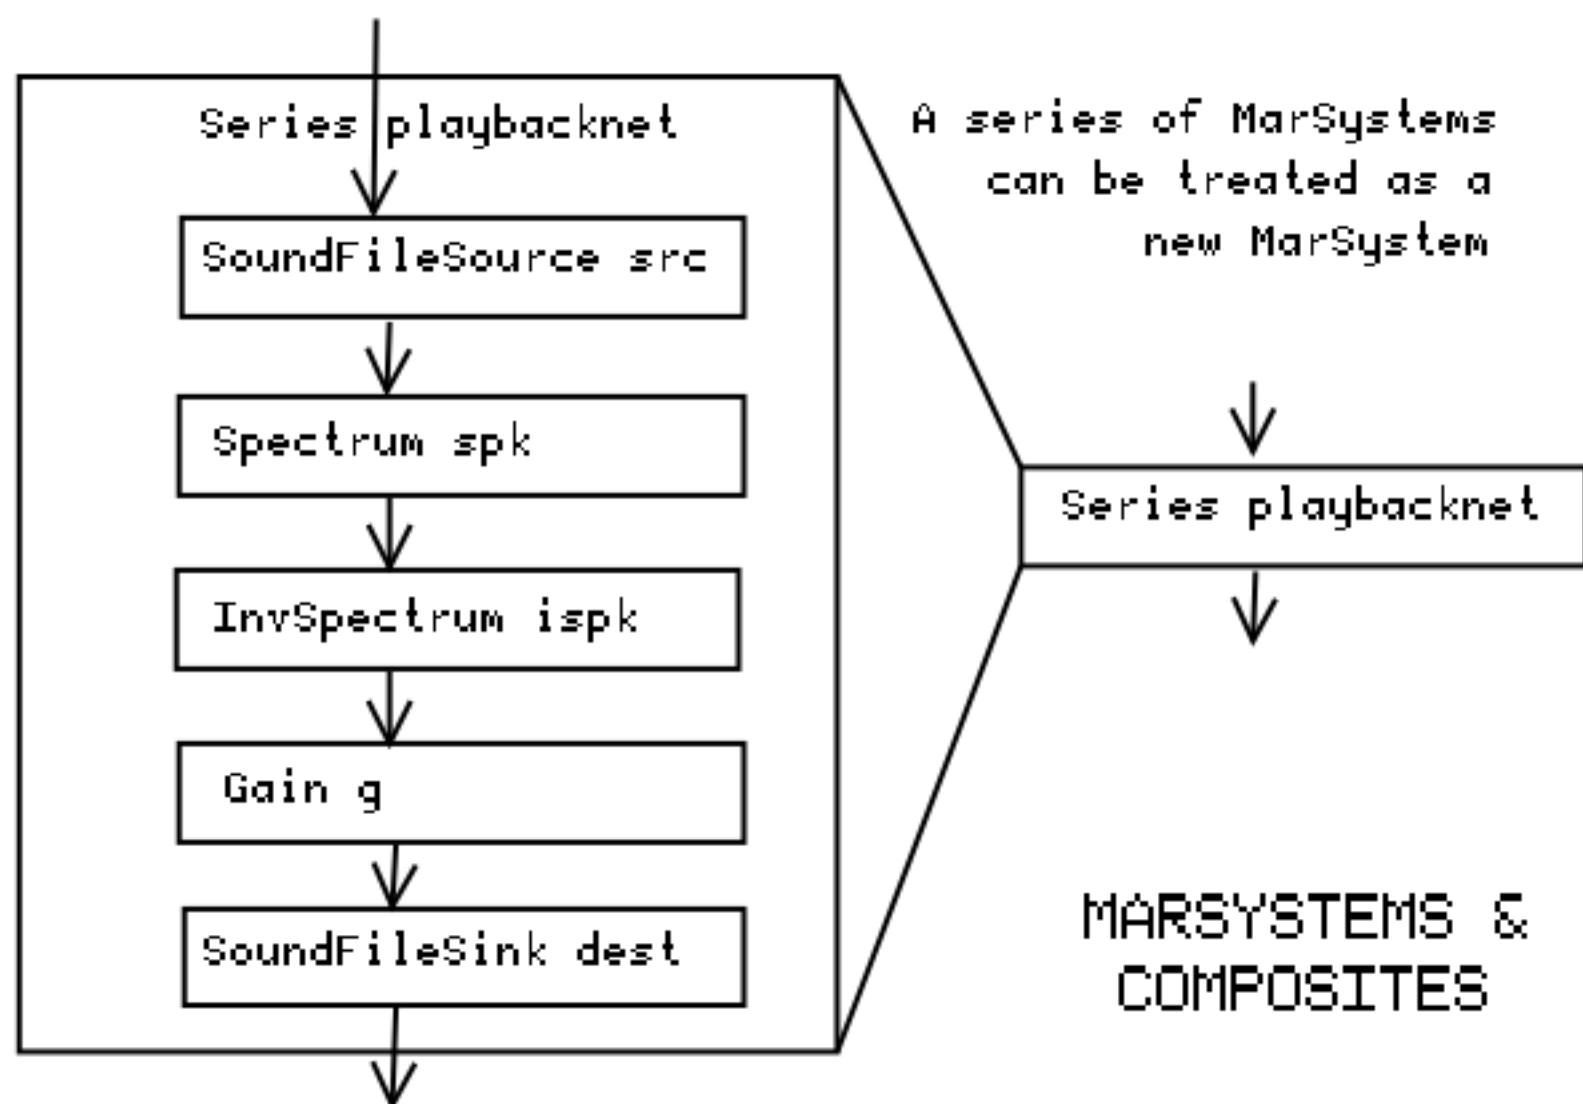 Series playbacknet
SoundFileSource src
Spectrum spk
InvSpectrum ispk
Gain g
SoundFileSink dest
A series of MarSystems
can be treated as a
new MarSystem
Series playbacknet
MARSYSTEMS &
COMPOSITES